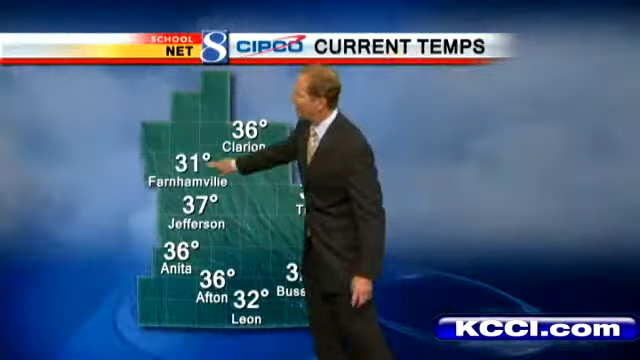 SCHOOL
NET
8
CIPCO
CURRENT TEMPS
36°
Clarion
31°
Farnhamville
37°
Jefferson
36°
Anita
36°
Afton
32°
Leon
KCCI.com